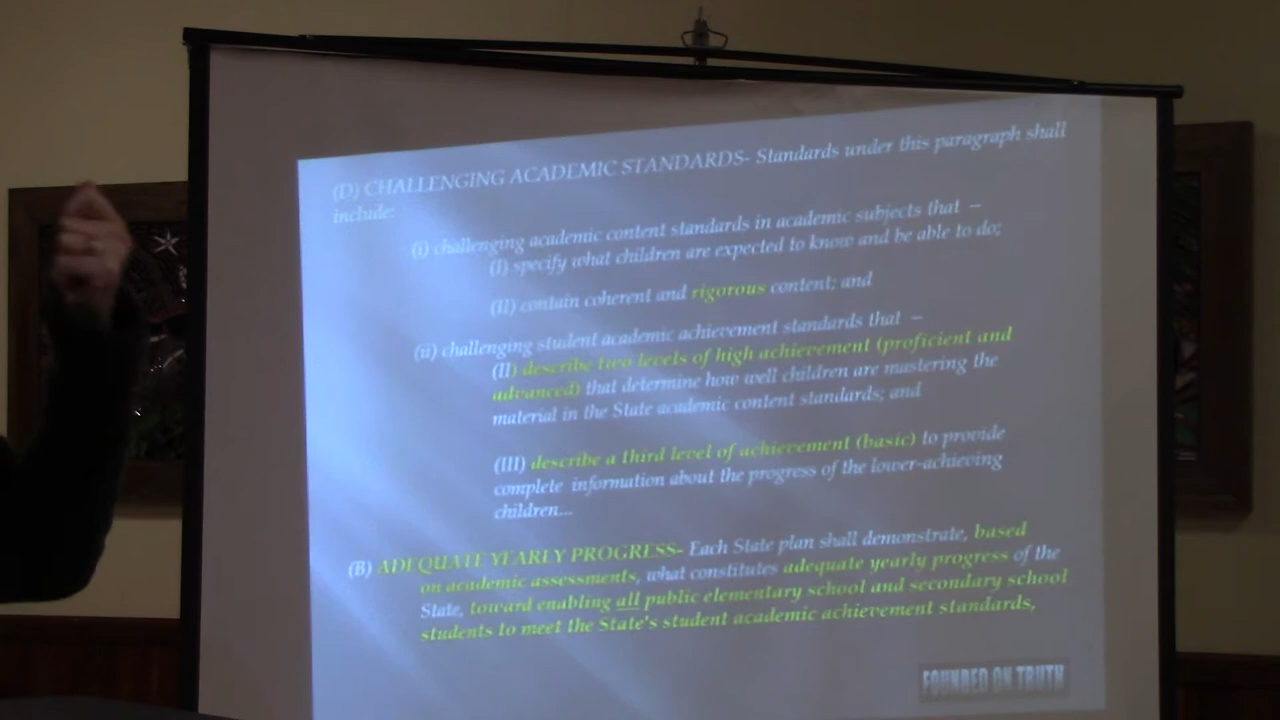 (D) CHALLENGING ACADEMIC STANDARDS- Standards under this paragraph shall
include:
(i) challenging academic content standards in academic subjects that –
(I) specify what children are expected to know and be able to do;
(II) contain coherent and rigorous content; and
(ii) challenging student academic achievement standards that –
(II) describe two levels of high achievement (proficient and
advanced) that determine how well children are mastering the
material in the State academic content standards; and
(III) describe a third level of achievement (basic) to provide
complete information about the progress of the lower-achieving
children...
(B) ADEQUATE YEARLY PROGRESS- Each State plan shall demonstrate, based
on academic assessments, what constitutes adequate yearly progress of the
State, toward enabling all public elementary school and secondary school
students to meet the State's student academic achievement standards,
FOUNDED ON TRUTH